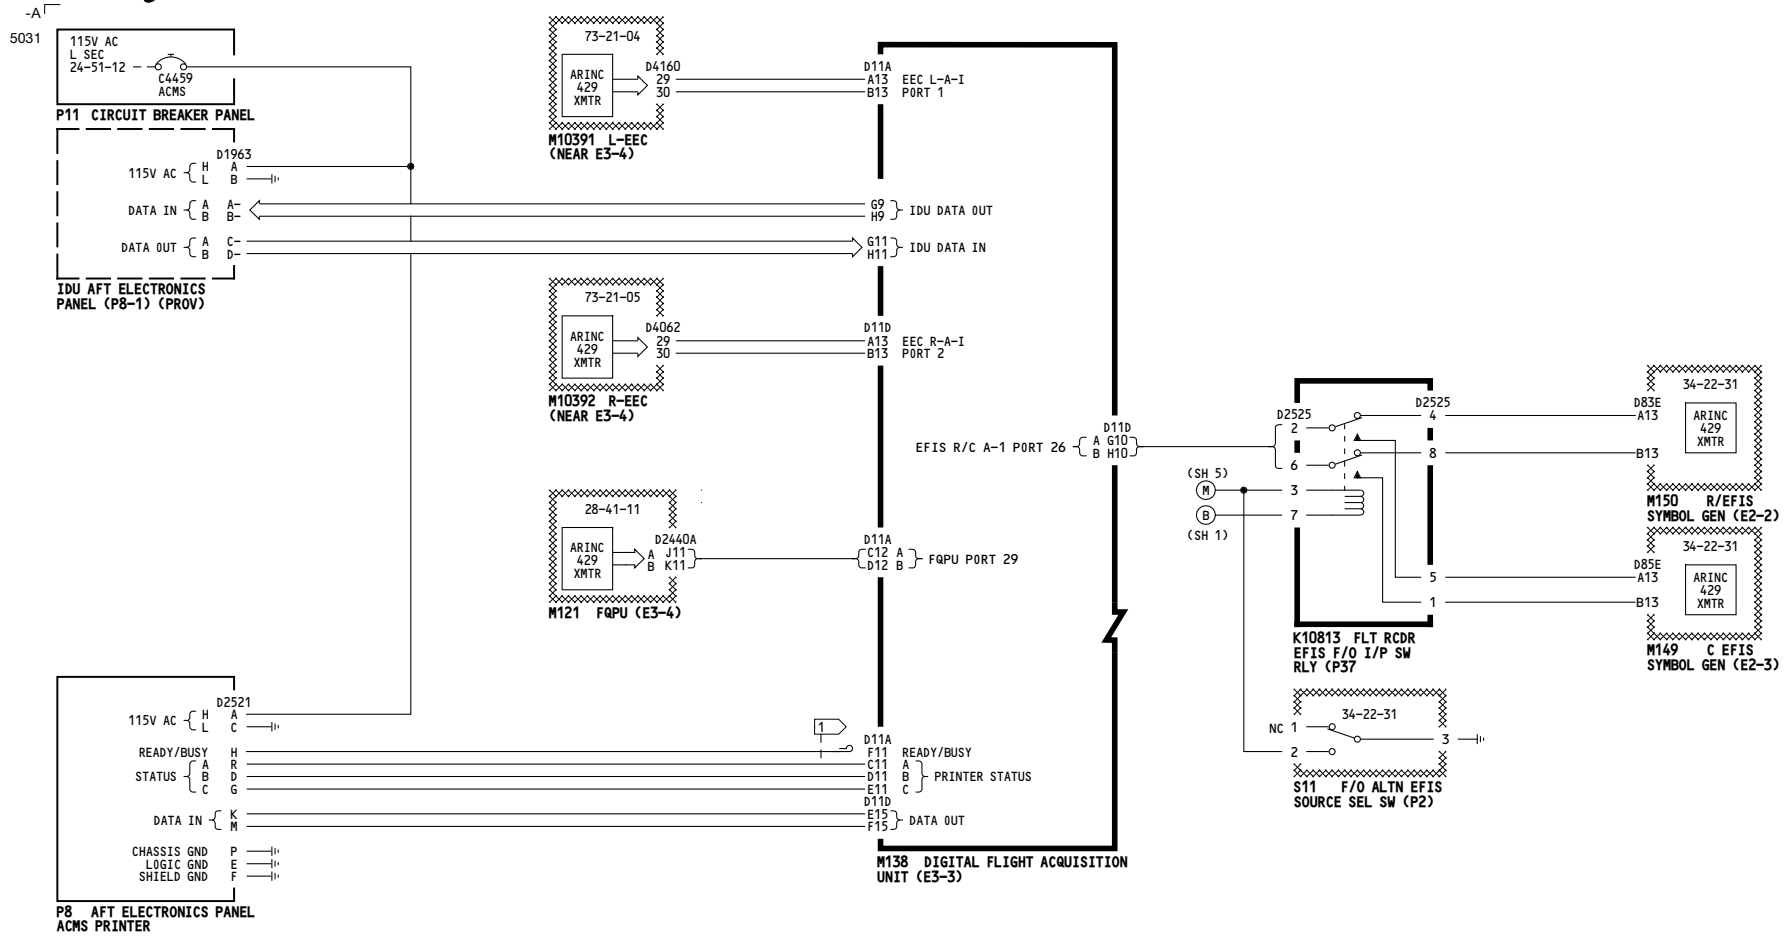 -A
5031
115V AC
L SEC
24-51-12
C4459
ACMS
P11 CIRCUIT BREAKER PANEL
D1963
115V AC { H A
L B
DATA IN { A A-
B B-
DATA OUT { A C-
B D-
IDU AFT ELECTRONICS
PANEL (P8-1) (PROV)
73-21-04
ARINC
429
XMTR
D4160
29
30
M10391 L-EEC
(NEAR E3-4)
D11A
A13 EEC L-A-I
B13 PORT 1
G9
H9 } IDU DATA OUT
G11
H11 } IDU DATA IN
73-21-05
ARINC
429
XMTR
D4062
29
30
M10392 R-EEC
(NEAR E3-4)
D11D
A13 EEC R-A-I
B13 PORT 2
28-41-11
ARINC
429
XMTR
D2440A
A J11
B K11
M121 FQPU (E3-4)
D11A
C12 A
D12 B } FQPU PORT 29
EFIS R/C A-1 PORT 26
D11D
A G10
B H10
D2525
2
6
3
7
(SH 5)
M
B
(SH 1)
D2525
4
8
5
1
K10813 FLT RCDR
EFIS F/O I/P SW
RLY (P37
34-22-31
D83E
A13
B13
ARINC
429
XMTR
M150 R/EFIS
SYMBOL GEN (E2-2)
34-22-31
D85E
A13
B13
ARINC
429
XMTR
M149 C EFIS
SYMBOL GEN (E2-3)
34-22-31
NC 1
2
3
S11 F/O ALTN EFIS
SOURCE SEL SW (P2)
D2521
115V AC { H A
L C
READY/BUSY H
STATUS { A R
B D
C G
DATA IN { K
M
CHASSIS GND P
LOGIC GND E
SHIELD GND F
P8 AFT ELECTRONICS PANEL
ACMS PRINTER
1
D11A
F11 READY/BUSY
C11 A
D11 B } PRINTER STATUS
E11 C
D11D
E15
F15 } DATA OUT
M138 DIGITAL FLIGHT ACQUISITION
UNIT (E3-3)